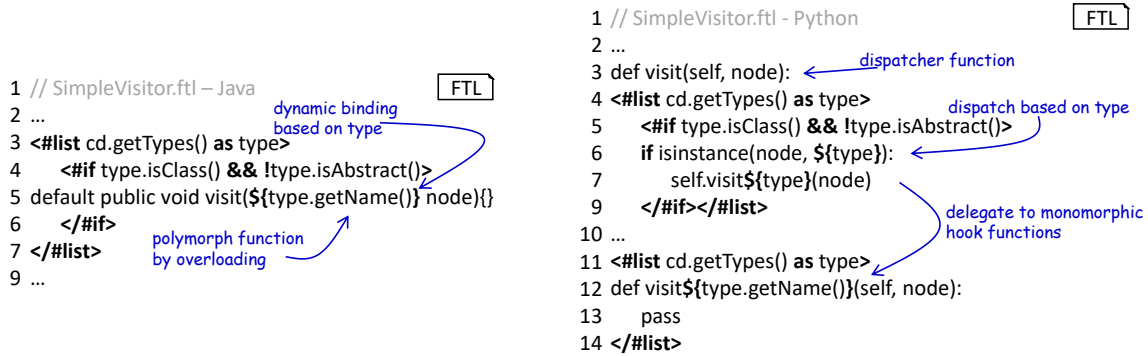 1 // SimpleVisitor.ftl – Java
FTL
2 …
3 <#list cd.getTypes() as type>
4 <#if type.isClass() && !type.isAbstract()>
5 default public void visit(${type.getName()} node){}
6 </#if>
7 </#list>
9 …
dynamic binding
based on type
polymorph function
by overloading
1 // SimpleVisitor.ftl - Python
FTL
2 …
3 def visit(self, node):
4 <#list cd.getTypes() as type>
5 <#if type.isClass() && !type.isAbstract()>
6 if isinstance(node, ${type}):
7 self.visit${type}(node)
9 </#if></#list>
10 …
11 <#list cd.getTypes() as type>
12 def visit${type.getName()}(self, node):
13 pass
14 </#list>
dispatcher function
dispatch based on type
delegate to monomorphic
hook functions